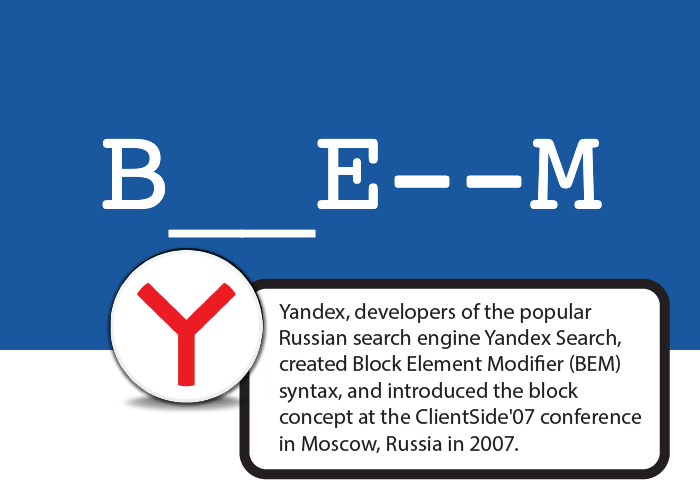 B__E--M
Y
Yandex, developers of the popular
Russian search engine Yandex Search,
created Block Element Modifier (BEM)
syntax, and introduced the block
concept at the ClientSide'07 conference
in Moscow, Russia in 2007.